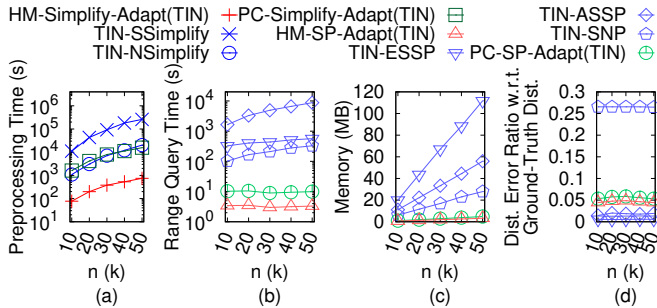 HM-Simplify-Adapt(TIN) PC-Simplify-Adapt(TIN) TIN-ASSP
TIN-SSimplify HM-SP-Adapt(TIN) TIN-SNP
TIN-NSimplify TIN-ESSP PC-SP-Adapt(TIN)
Preprocessing Time (s)
10^6
10^5
10^4
10^3
10^2
10^1
10 20 30 40 50
n (k)
(a)
Range Query Time (s)
10^4
10^3
10^2
10^1
10^0
10 20 30 40 50
n (k)
(b)
Memory (MB)
120
100
80
60
40
20
0
10 20 30 40 50
n (k)
(c)
Dist. Error Ratio w.r.t.
Ground-Truth Dist.
0.3
0.25
0.2
0.15
0.1
0.05
0
10 20 30 40 50
n (k)
(d)